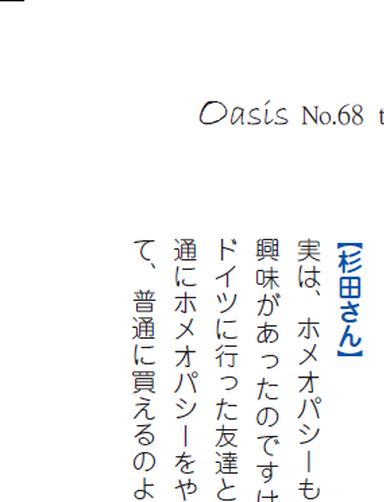 Oasis No.68 t
【杉田さん】
実は、ホメオパシーも
興味があったのですけ
ドイツに行った友達と
通にホメオパシーをや
て、普通に買えるのよ